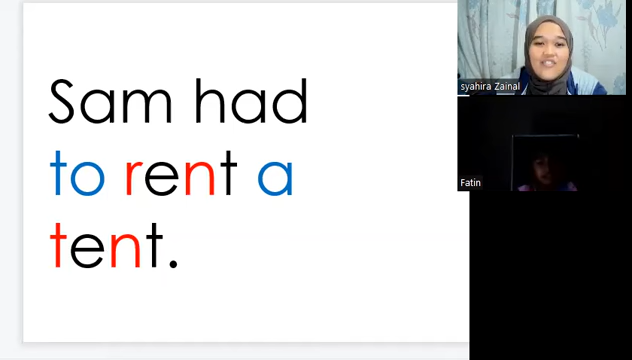 Sam had
to rent a
tent.
syahira Zainal
Fatin